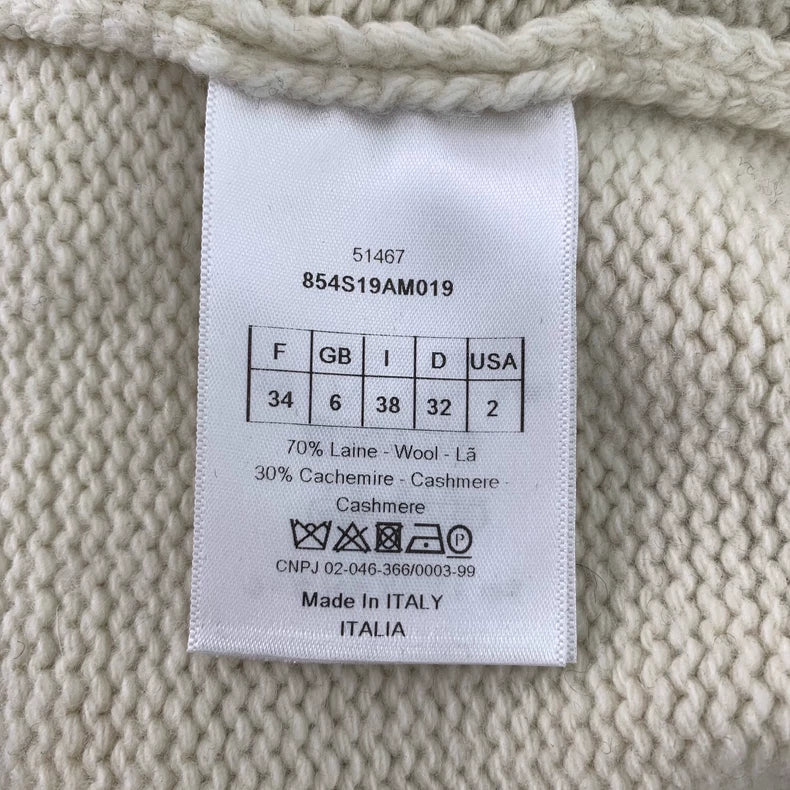 51467
854S19AM019
F GB I D USA
34 6 38 32 2
70% Laine - Wool - Lã
30% Cachemire - Cashmere -
Cashmere
P
CNPJ 02-046-366/0003-99
Made In ITALY
ITALIA